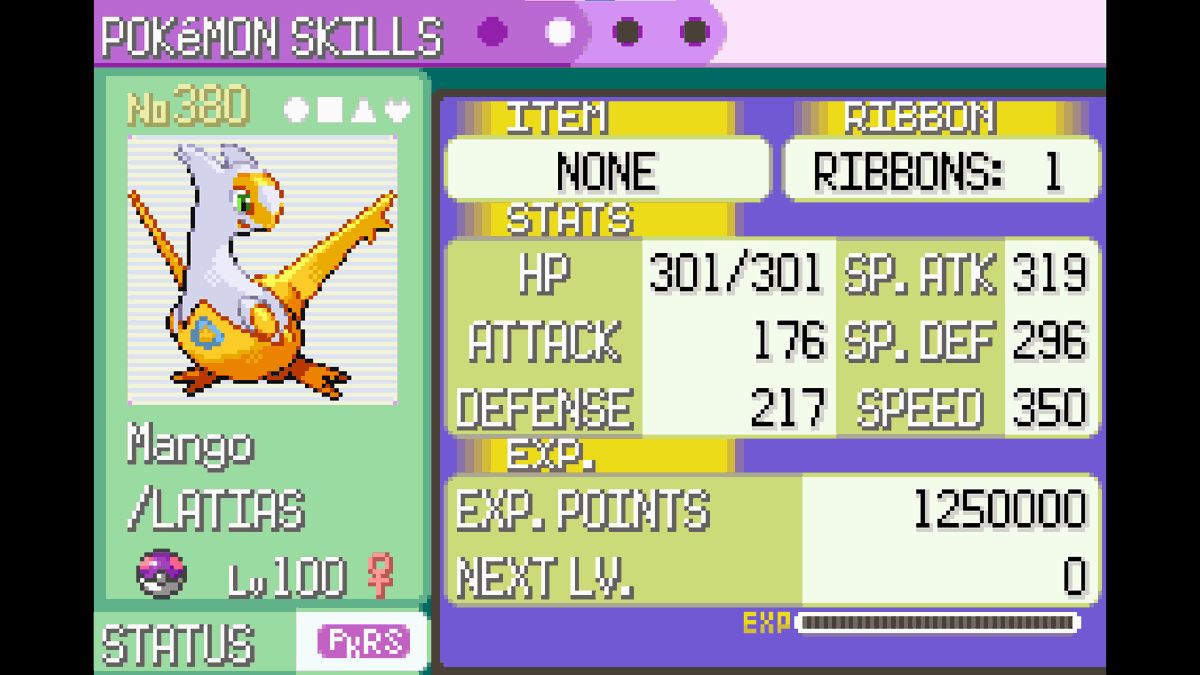 POKéMON SKILLS
No380
Mango
/LATIAS
Lv100♀
STATUS PKRS
ITEM RIBBON
NONE RIBBONS: 1
STATS
HP 301/301 SP. ATK 319
ATTACK 176 SP. DEF 296
DEFENSE 217 SPEED 350
EXP.
EXP. POINTS 1250000
NEXT LV. 0
EXP